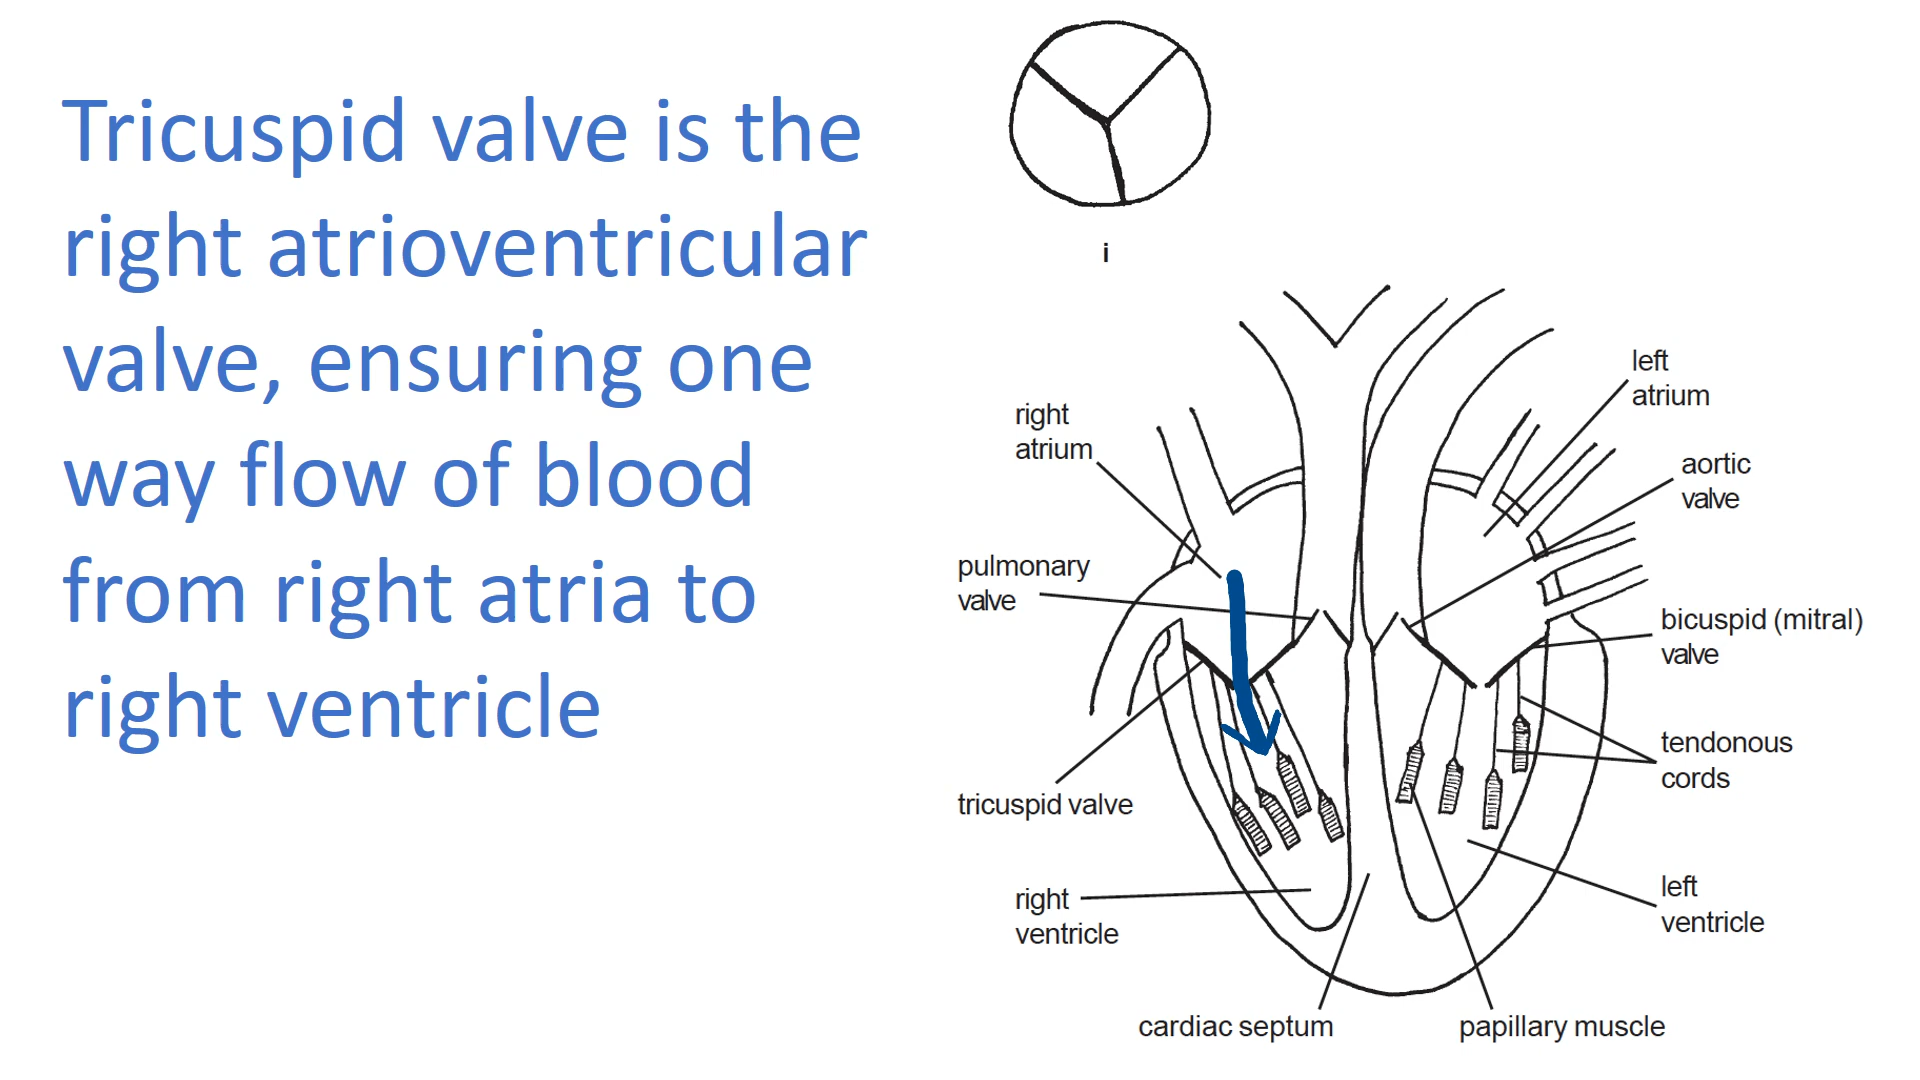 Tricuspid valve is the
right atrioventricular
valve, ensuring one
way flow of blood
from right atria to
right ventricle
i
left
atrium
right
atrium
aortic
valve
pulmonary
valve
bicuspid (mitral)
valve
tendonous
cords
tricuspid valve
left
ventricle
right
ventricle
cardiac septum
papillary muscle